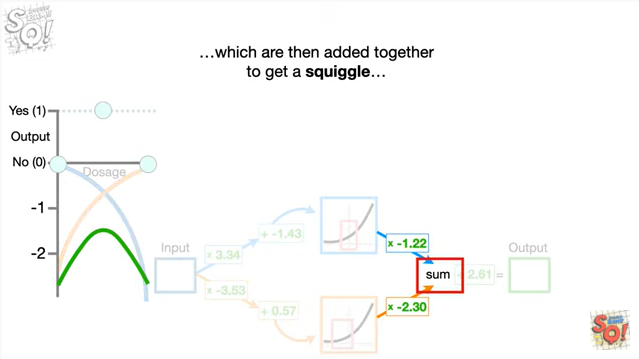 …which are then added together
to get a squiggle…
Yes (1)
Output
No (0)
Dosage
-1
-2
Input
x 3.34
+ -1.43
x -1.22
x -3.53
+ 0.57
x -2.30
sum
+ 2.61 =
Output